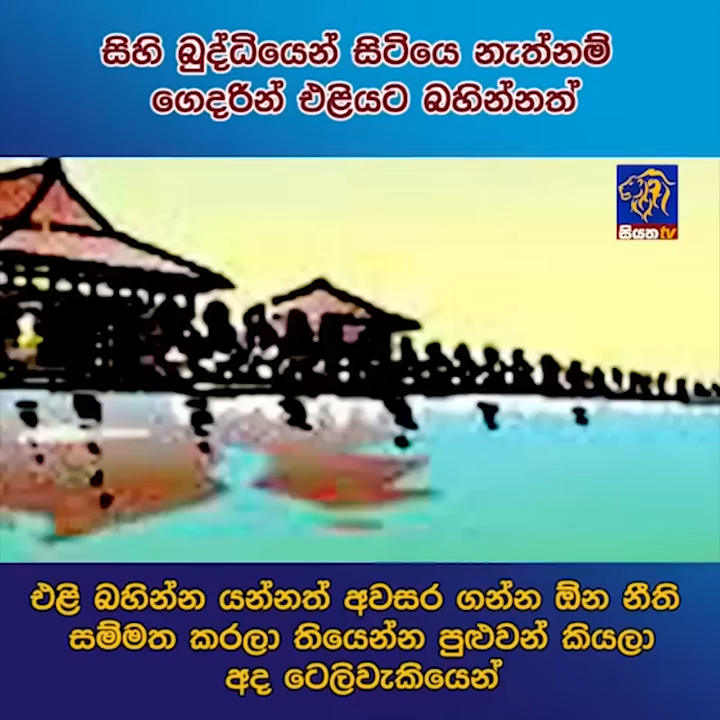 සිහි බුද්ධියෙන් සිටියෙ නැත්නම්
ගෙදරින් එළියට බහින්නත්
සියත tv
එළි බහින්න යන්නත් අවසර ගන්න ඕන නීති
සම්මත කරලා තියෙන්න පුළුවන් කියලා
අද ටෙලිවැකියෙන්